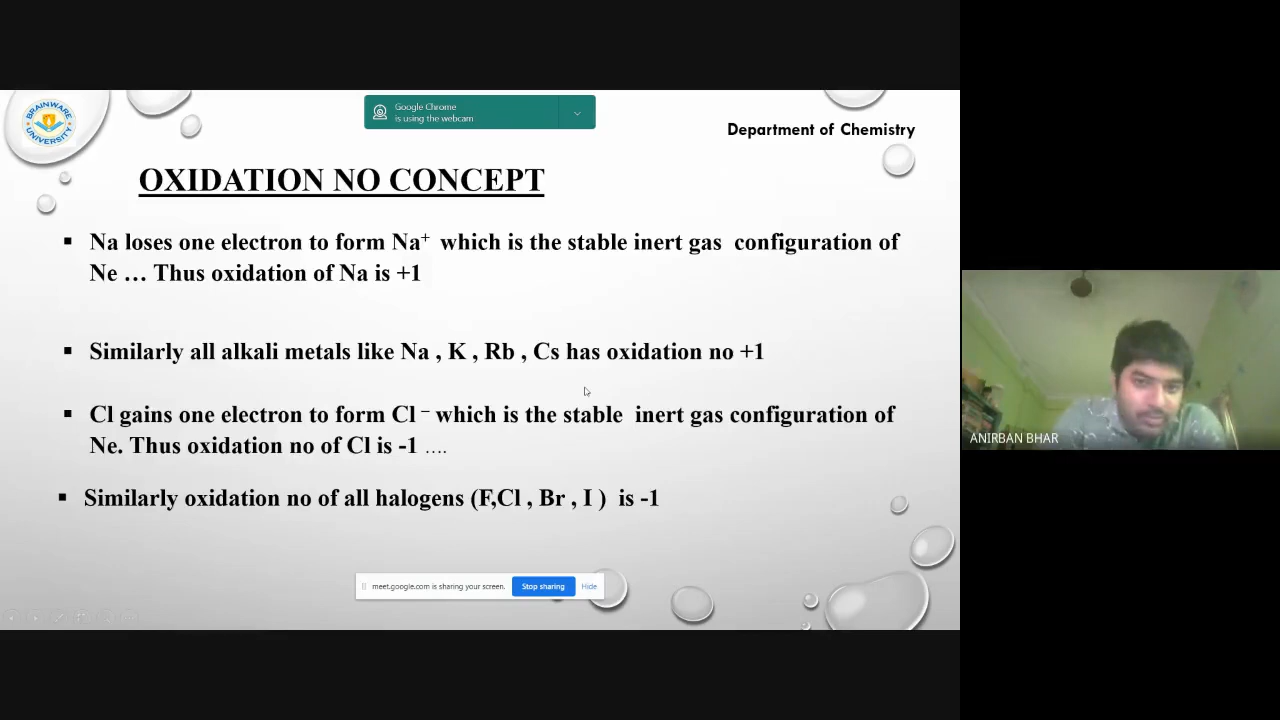 BRAINWARE
UNIVERSITY
Google Chrome
is using the webcam
Department of Chemistry
OXIDATION NO CONCEPT
▪ Na loses one electron to form Na⁺ which is the stable inert gas configuration of
Ne … Thus oxidation of Na is +1
▪ Similarly all alkali metals like Na , K , Rb , Cs has oxidation no +1
▪ Cl gains one electron to form Cl ⁻ which is the stable inert gas configuration of
Ne. Thus oxidation no of Cl is -1 ….
▪ Similarly oxidation no of all halogens (F,Cl , Br , I ) is -1
ANIRBAN BHAR
meet.google.com is sharing your screen. Stop sharing Hide